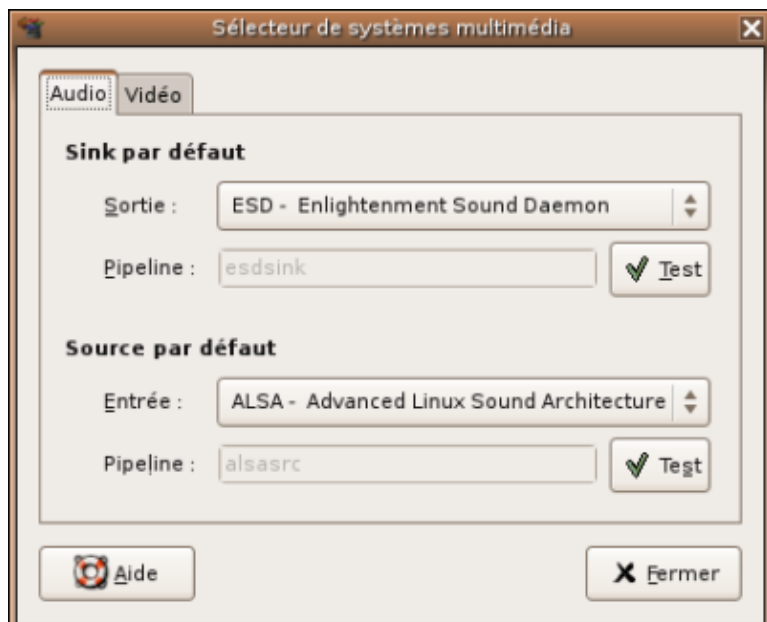 Sélecteur de systèmes multimédia
Audio Vidéo
Sink par défaut
Sortie : ESD - Enlightenment Sound Daemon
Pipeline : esdsink Test
Source par défaut
Entrée : ALSA - Advanced Linux Sound Architecture
Pipeline : alsasrc Test
Aide Fermer